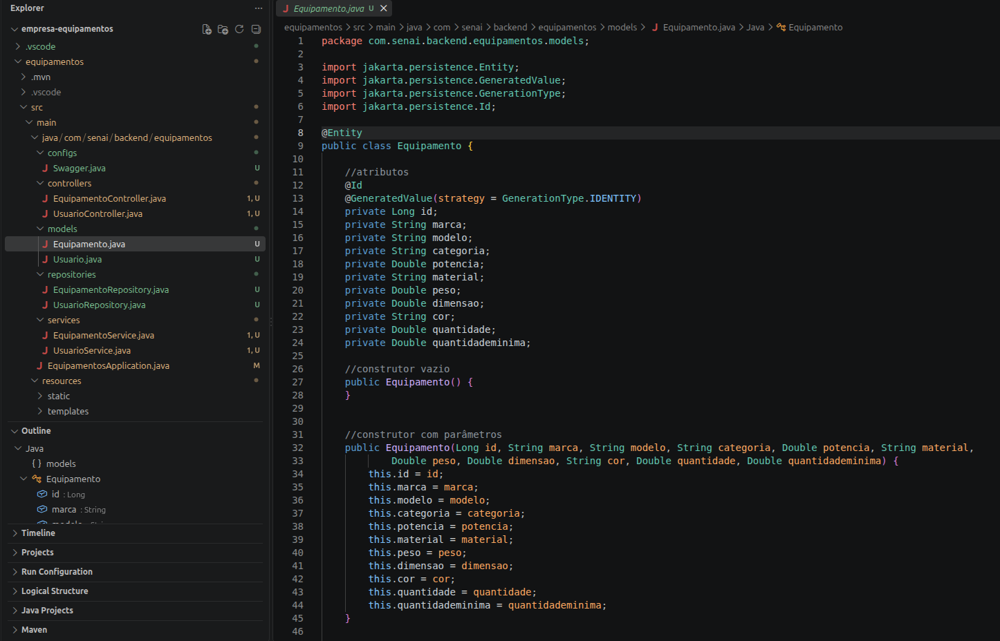 Explorer
empresa-equipamentos
.vscode
equipamentos
.mvn
.vscode
src
main
java/com/senai/backend/equipamentos
configs
Swagger.java U
controllers
EquipamentoController.java 1, U
UsuarioController.java 1, U
models
Equipamento.java U
Usuario.java U
repositories
EquipamentoRepository.java U
UsuarioRepository.java U
services
EquipamentoService.java 1, U
UsuarioService.java 1, U
EquipamentosApplication.java M
resources
static
templates
Outline
Java
{ } models
Equipamento
id : Long
marca : String
Timeline
Projects
Run Configuration
Logical Structure
Java Projects
Maven
Equipamento.java U
equipamentos > src > main > java > com > senai > backend > equipamentos > models > Equipamento.java > Java > Equipamento
1 package com.senai.backend.equipamentos.models;
2
3 import jakarta.persistence.Entity;
4 import jakarta.persistence.GeneratedValue;
5 import jakarta.persistence.GenerationType;
6 import jakarta.persistence.Id;
7
8 @Entity
9 public class Equipamento {
10
11 //atributos
12 @Id
13 @GeneratedValue(strategy = GenerationType.IDENTITY)
14 private Long id;
15 private String marca;
16 private String modelo;
17 private String categoria;
18 private Double potencia;
19 private String material;
20 private Double peso;
21 private Double dimensao;
22 private String cor;
23 private Double quantidade;
24 private Double quantidademinima;
25
26 //construtor vazio
27 public Equipamento() {
28 }
29
30
31 //construtor com parâmetros
32 public Equipamento(Long id, String marca, String modelo, String categoria, Double potencia, String material,
33 Double peso, Double dimensao, String cor, Double quantidade, Double quantidademinima) {
34 this.id = id;
35 this.marca = marca;
36 this.modelo = modelo;
37 this.categoria = categoria;
38 this.potencia = potencia;
39 this.material = material;
40 this.peso = peso;
41 this.dimensao = dimensao;
42 this.cor = cor;
43 this.quantidade = quantidade;
44 this.quantidademinima = quantidademinima;
45 }
46